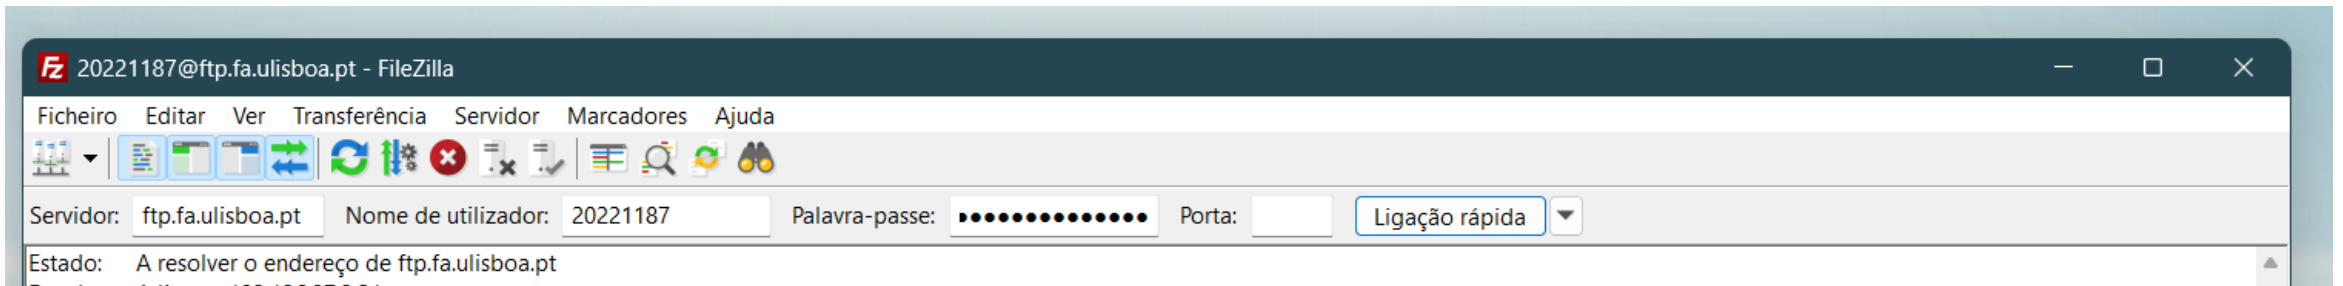 20221187@ftp.fa.ulisboa.pt - FileZilla
Ficheiro Editar Ver Transferência Servidor Marcadores Ajuda
Servidor: ftp.fa.ulisboa.pt Nome de utilizador: 20221187 Palavra-passe: Porta: Ligação rápida
Estado: A resolver o endereço de ftp.fa.ulisboa.pt